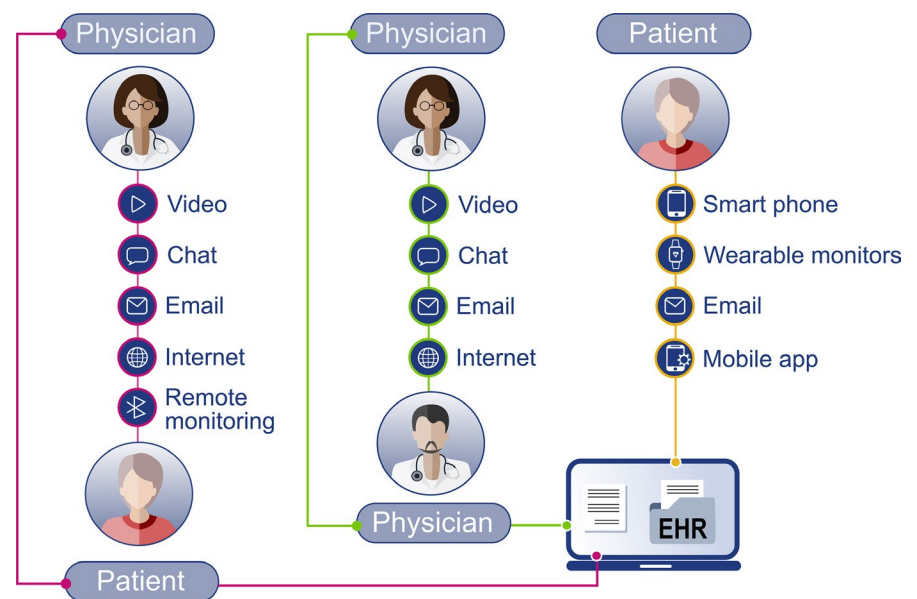 Physician
Video
Chat
Email
Internet
Remote
monitoring
Patient
Physician
Video
Chat
Email
Internet
Physician
Patient
Smart phone
Wearable monitors
Email
Mobile app
EHR